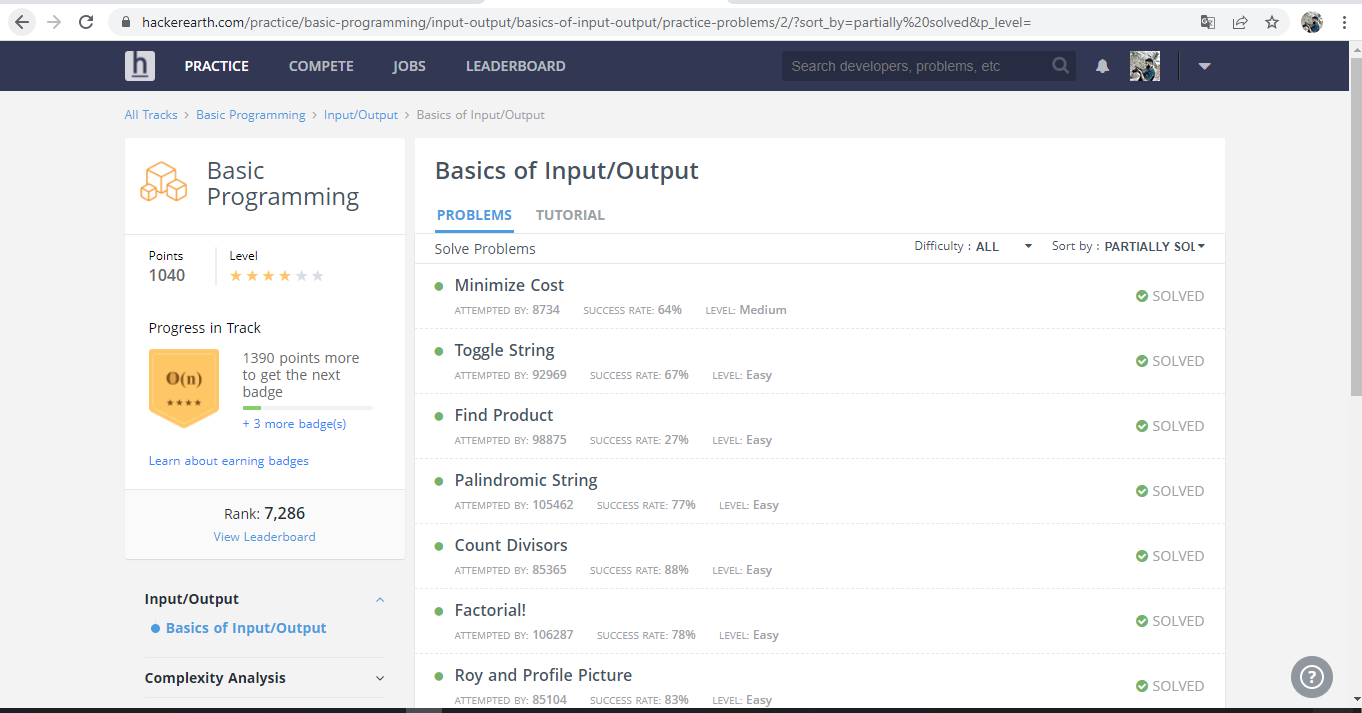 hackerearth.com/practice/basic-programming/input-output/basics-of-input-output/practice-problems/2/?sort_by=partially%20solved&p_level=
h PRACTICE COMPETE JOBS LEADERBOARD Search developers, problems, etc
All Tracks > Basic Programming > Input/Output > Basics of Input/Output
Basic
Programming
Points Level
1040
Progress in Track
O(n)
1390 points more
to get the next
badge
+ 3 more badge(s)
Learn about earning badges
Rank: 7,286
View Leaderboard
Input/Output
Basics of Input/Output
Complexity Analysis
Basics of Input/Output
PROBLEMS TUTORIAL
Solve Problems Difficulty : ALL Sort by : PARTIALLY SOL
Minimize Cost
ATTEMPTED BY: 8734 SUCCESS RATE: 64% LEVEL: Medium
SOLVED
Toggle String
ATTEMPTED BY: 92969 SUCCESS RATE: 67% LEVEL: Easy
SOLVED
Find Product
ATTEMPTED BY: 98875 SUCCESS RATE: 27% LEVEL: Easy
SOLVED
Palindromic String
ATTEMPTED BY: 105462 SUCCESS RATE: 77% LEVEL: Easy
SOLVED
Count Divisors
ATTEMPTED BY: 85365 SUCCESS RATE: 88% LEVEL: Easy
SOLVED
Factorial!
ATTEMPTED BY: 106287 SUCCESS RATE: 78% LEVEL: Easy
SOLVED
Roy and Profile Picture
ATTEMPTED BY: 85104 SUCCESS RATE: 83% LEVEL: Easy
SOLVED
?